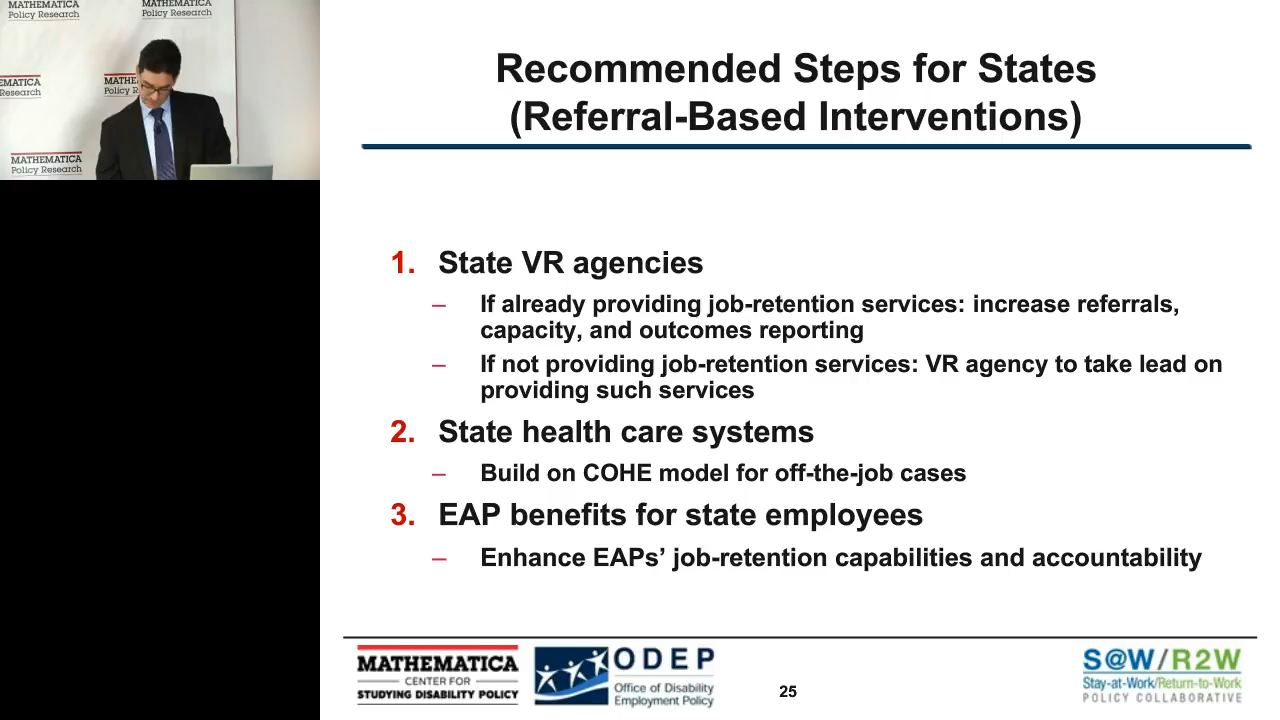 MATHEMATICA
Policy Research
MATHEMATICA
Policy Research
EMATICA
Research
MATH
Policy R
MATHEMATICA
Policy Research
Recommended Steps for States
(Referral-Based Interventions)
1. State VR agencies
– If already providing job-retention services: increase referrals,
capacity, and outcomes reporting
– If not providing job-retention services: VR agency to take lead on
providing such services
2. State health care systems
– Build on COHE model for off-the-job cases
3. EAP benefits for state employees
– Enhance EAPs’ job-retention capabilities and accountability
MATHEMATICA
CENTER FOR
STUDYING DISABILITY POLICY
ODEP
Office of Disability
Employment Policy
25
S@W/R2W
Stay-at-Work/Return-to-Work
POLICY COLLABORATIVE